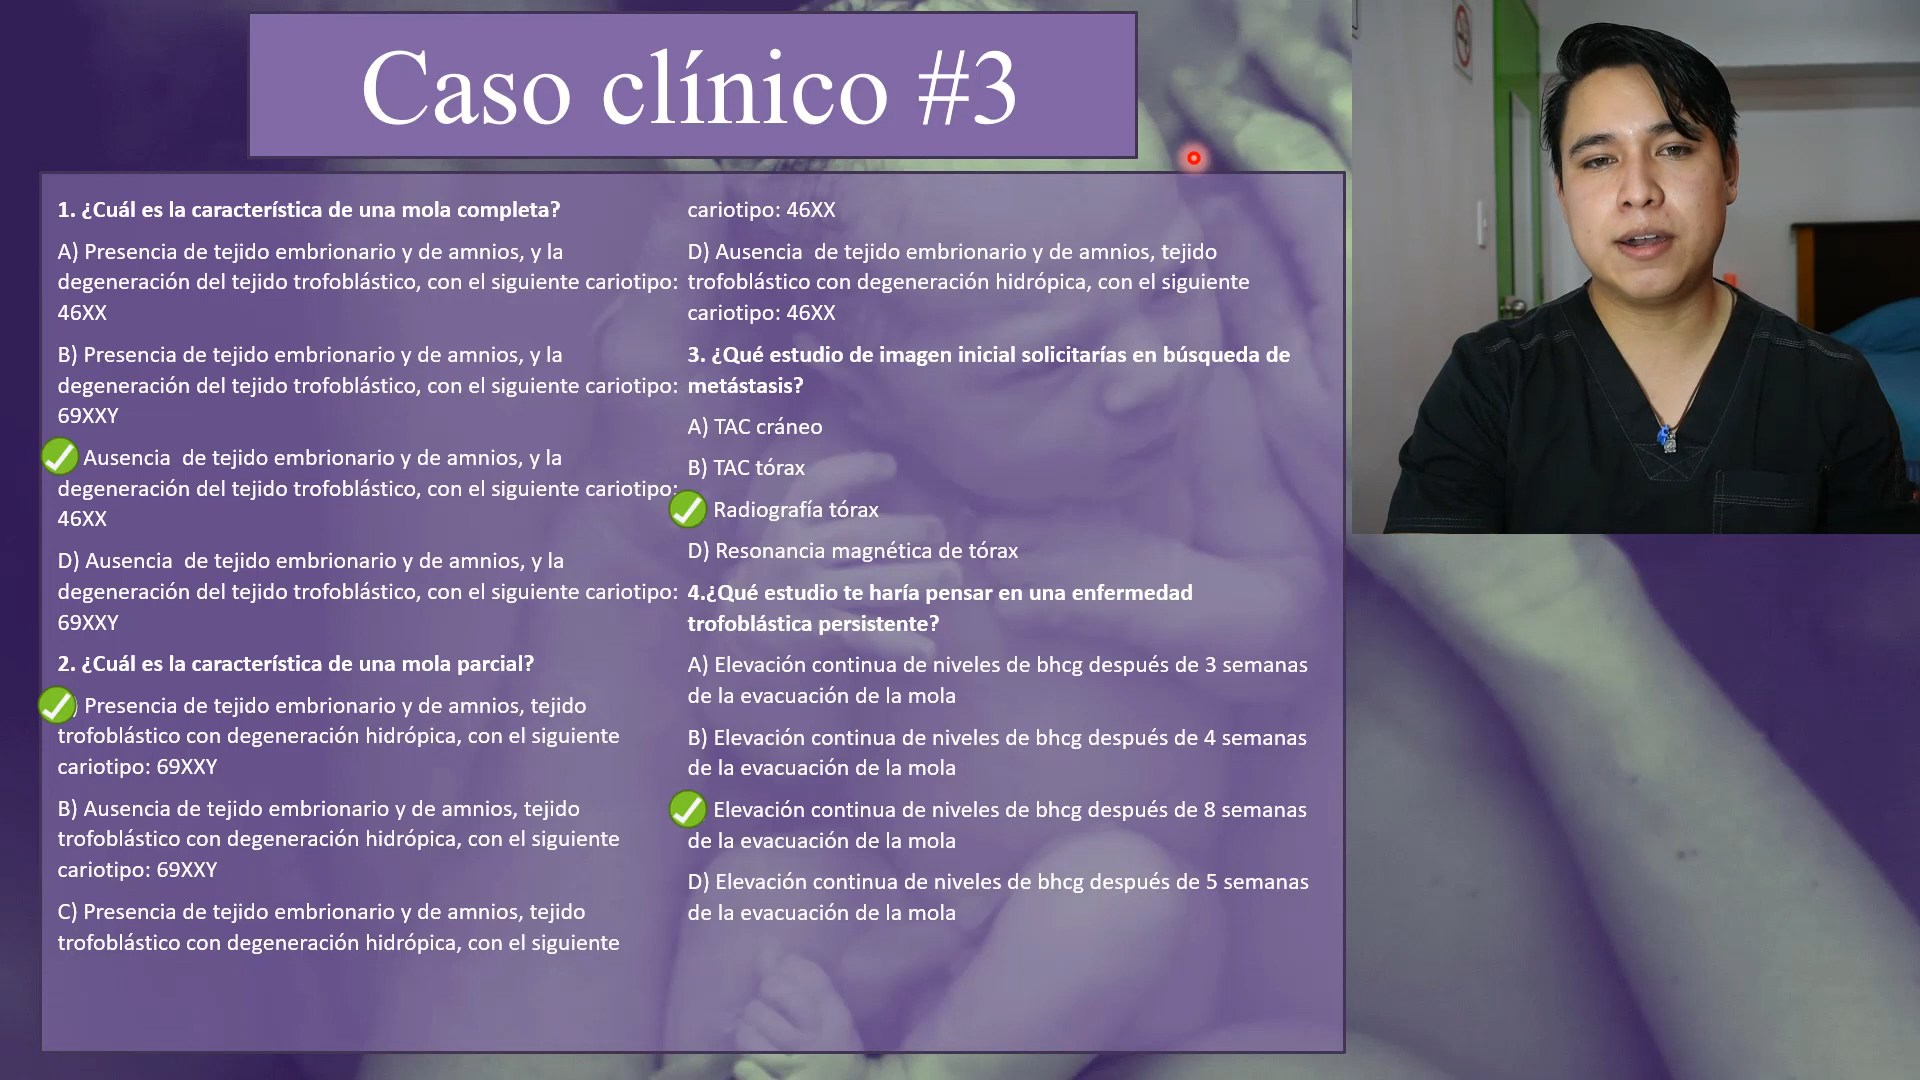 Caso clínico #3
1. ¿Cuál es la característica de una mola completa?
A) Presencia de tejido embrionario y de amnios, y la
degeneración del tejido trofoblástico, con el siguiente cariotipo:
46XX
B) Presencia de tejido embrionario y de amnios, y la
degeneración del tejido trofoblástico, con el siguiente cariotipo:
69XXY
Ausencia de tejido embrionario y de amnios, y la
degeneración del tejido trofoblástico, con el siguiente cariotipo:
46XX
D) Ausencia de tejido embrionario y de amnios, y la
degeneración del tejido trofoblástico, con el siguiente cariotipo:
69XXY
2. ¿Cuál es la característica de una mola parcial?
) Presencia de tejido embrionario y de amnios, tejido
trofoblástico con degeneración hidrópica, con el siguiente
cariotipo: 69XXY
B) Ausencia de tejido embrionario y de amnios, tejido
trofoblástico con degeneración hidrópica, con el siguiente
cariotipo: 69XXY
C) Presencia de tejido embrionario y de amnios, tejido
trofoblástico con degeneración hidrópica, con el siguiente
cariotipo: 46XX
D) Ausencia de tejido embrionario y de amnios, tejido
trofoblástico con degeneración hidrópica, con el siguiente
cariotipo: 46XX
3. ¿Qué estudio de imagen inicial solicitarías en búsqueda de
metástasis?
A) TAC cráneo
B) TAC tórax
Radiografía tórax
D) Resonancia magnética de tórax
4.¿Qué estudio te haría pensar en una enfermedad
trofoblástica persistente?
A) Elevación continua de niveles de bhcg después de 3 semanas
de la evacuación de la mola
B) Elevación continua de niveles de bhcg después de 4 semanas
de la evacuación de la mola
Elevación continua de niveles de bhcg después de 8 semanas
de la evacuación de la mola
D) Elevación continua de niveles de bhcg después de 5 semanas
de la evacuación de la mola